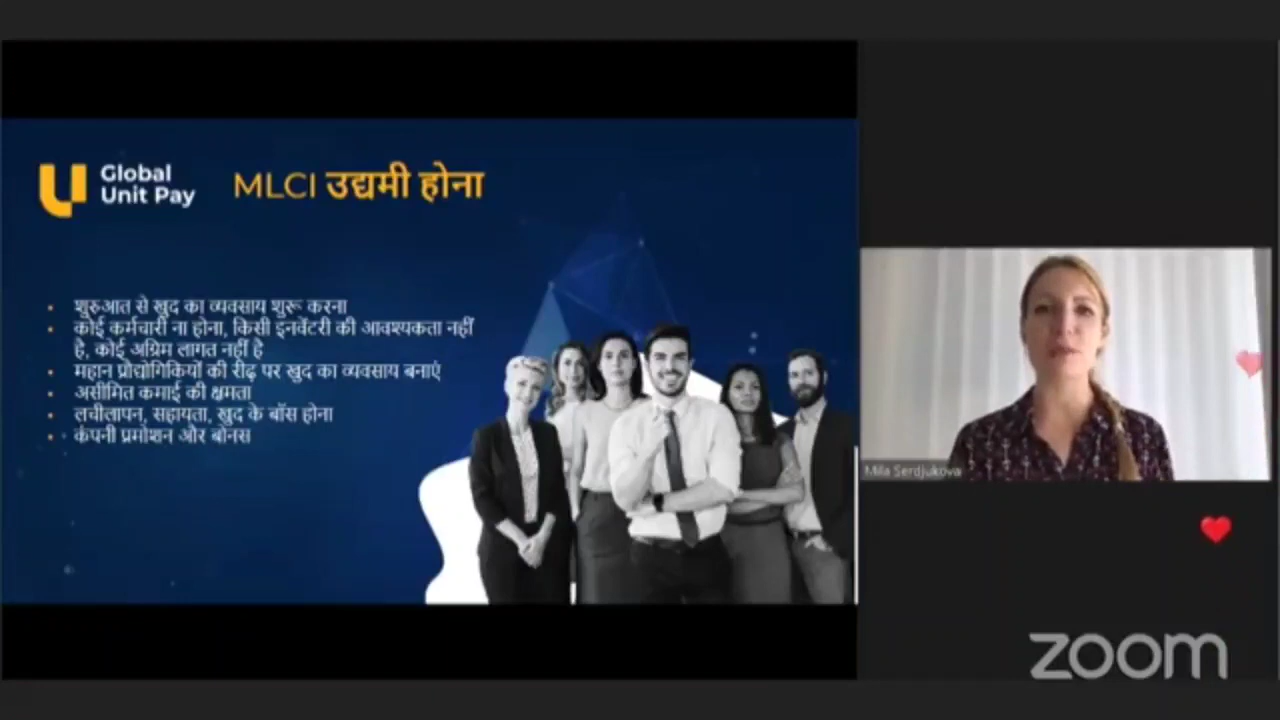 Global
Unit Pay
MLCI उद्यमी होना
शुरुआत से खुद का व्यवसाय शुरू करना
कोई कर्मचारी ना होना, किसी इनवेंटरी की आवश्यकता नहीं
है, कोई अग्रिम लागत नहीं है
महान प्रौद्योगिकियों की रीढ़ पर खुद का व्यवसाय बनाएं
असीमित कमाई की क्षमता
लचीलापन, सहायता, खुद के बॉस होना
कंपनी प्रमोशन और बोनस
Mila Serdjukova
zoom